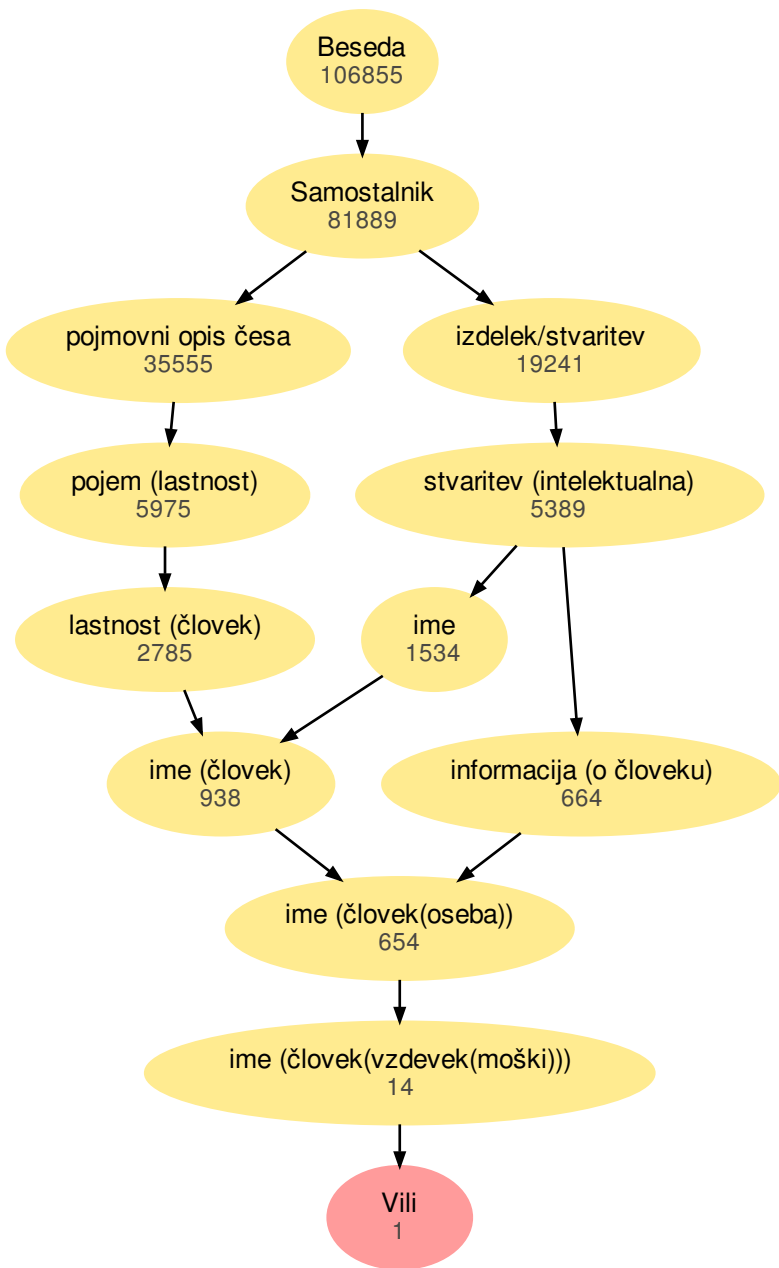 Beseda
106855
Samostalnik
81889
pojmovni opis česa
35555
izdelek/stvaritev
19241
pojem (lastnost)
5975
stvaritev (intelektualna)
5389
lastnost (človek)
2785
ime
1534
ime (človek)
938
informacija (o človeku)
664
ime (človek(oseba))
654
ime (človek(vzdevek(moški)))
14
Vili
1